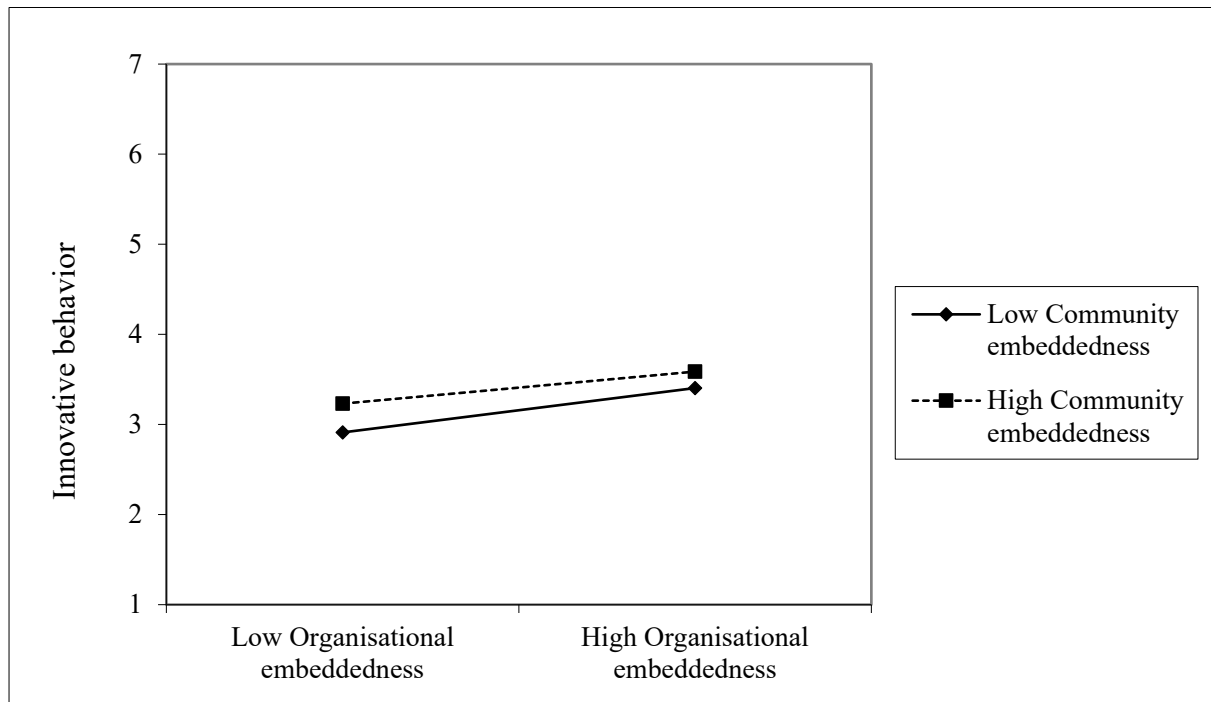 7
6
5
4
3
2
1
Innovative behavior
Low Organisational
embeddedness
High Organisational
embeddedness
Low Community
embeddedness
High Community
embeddedness